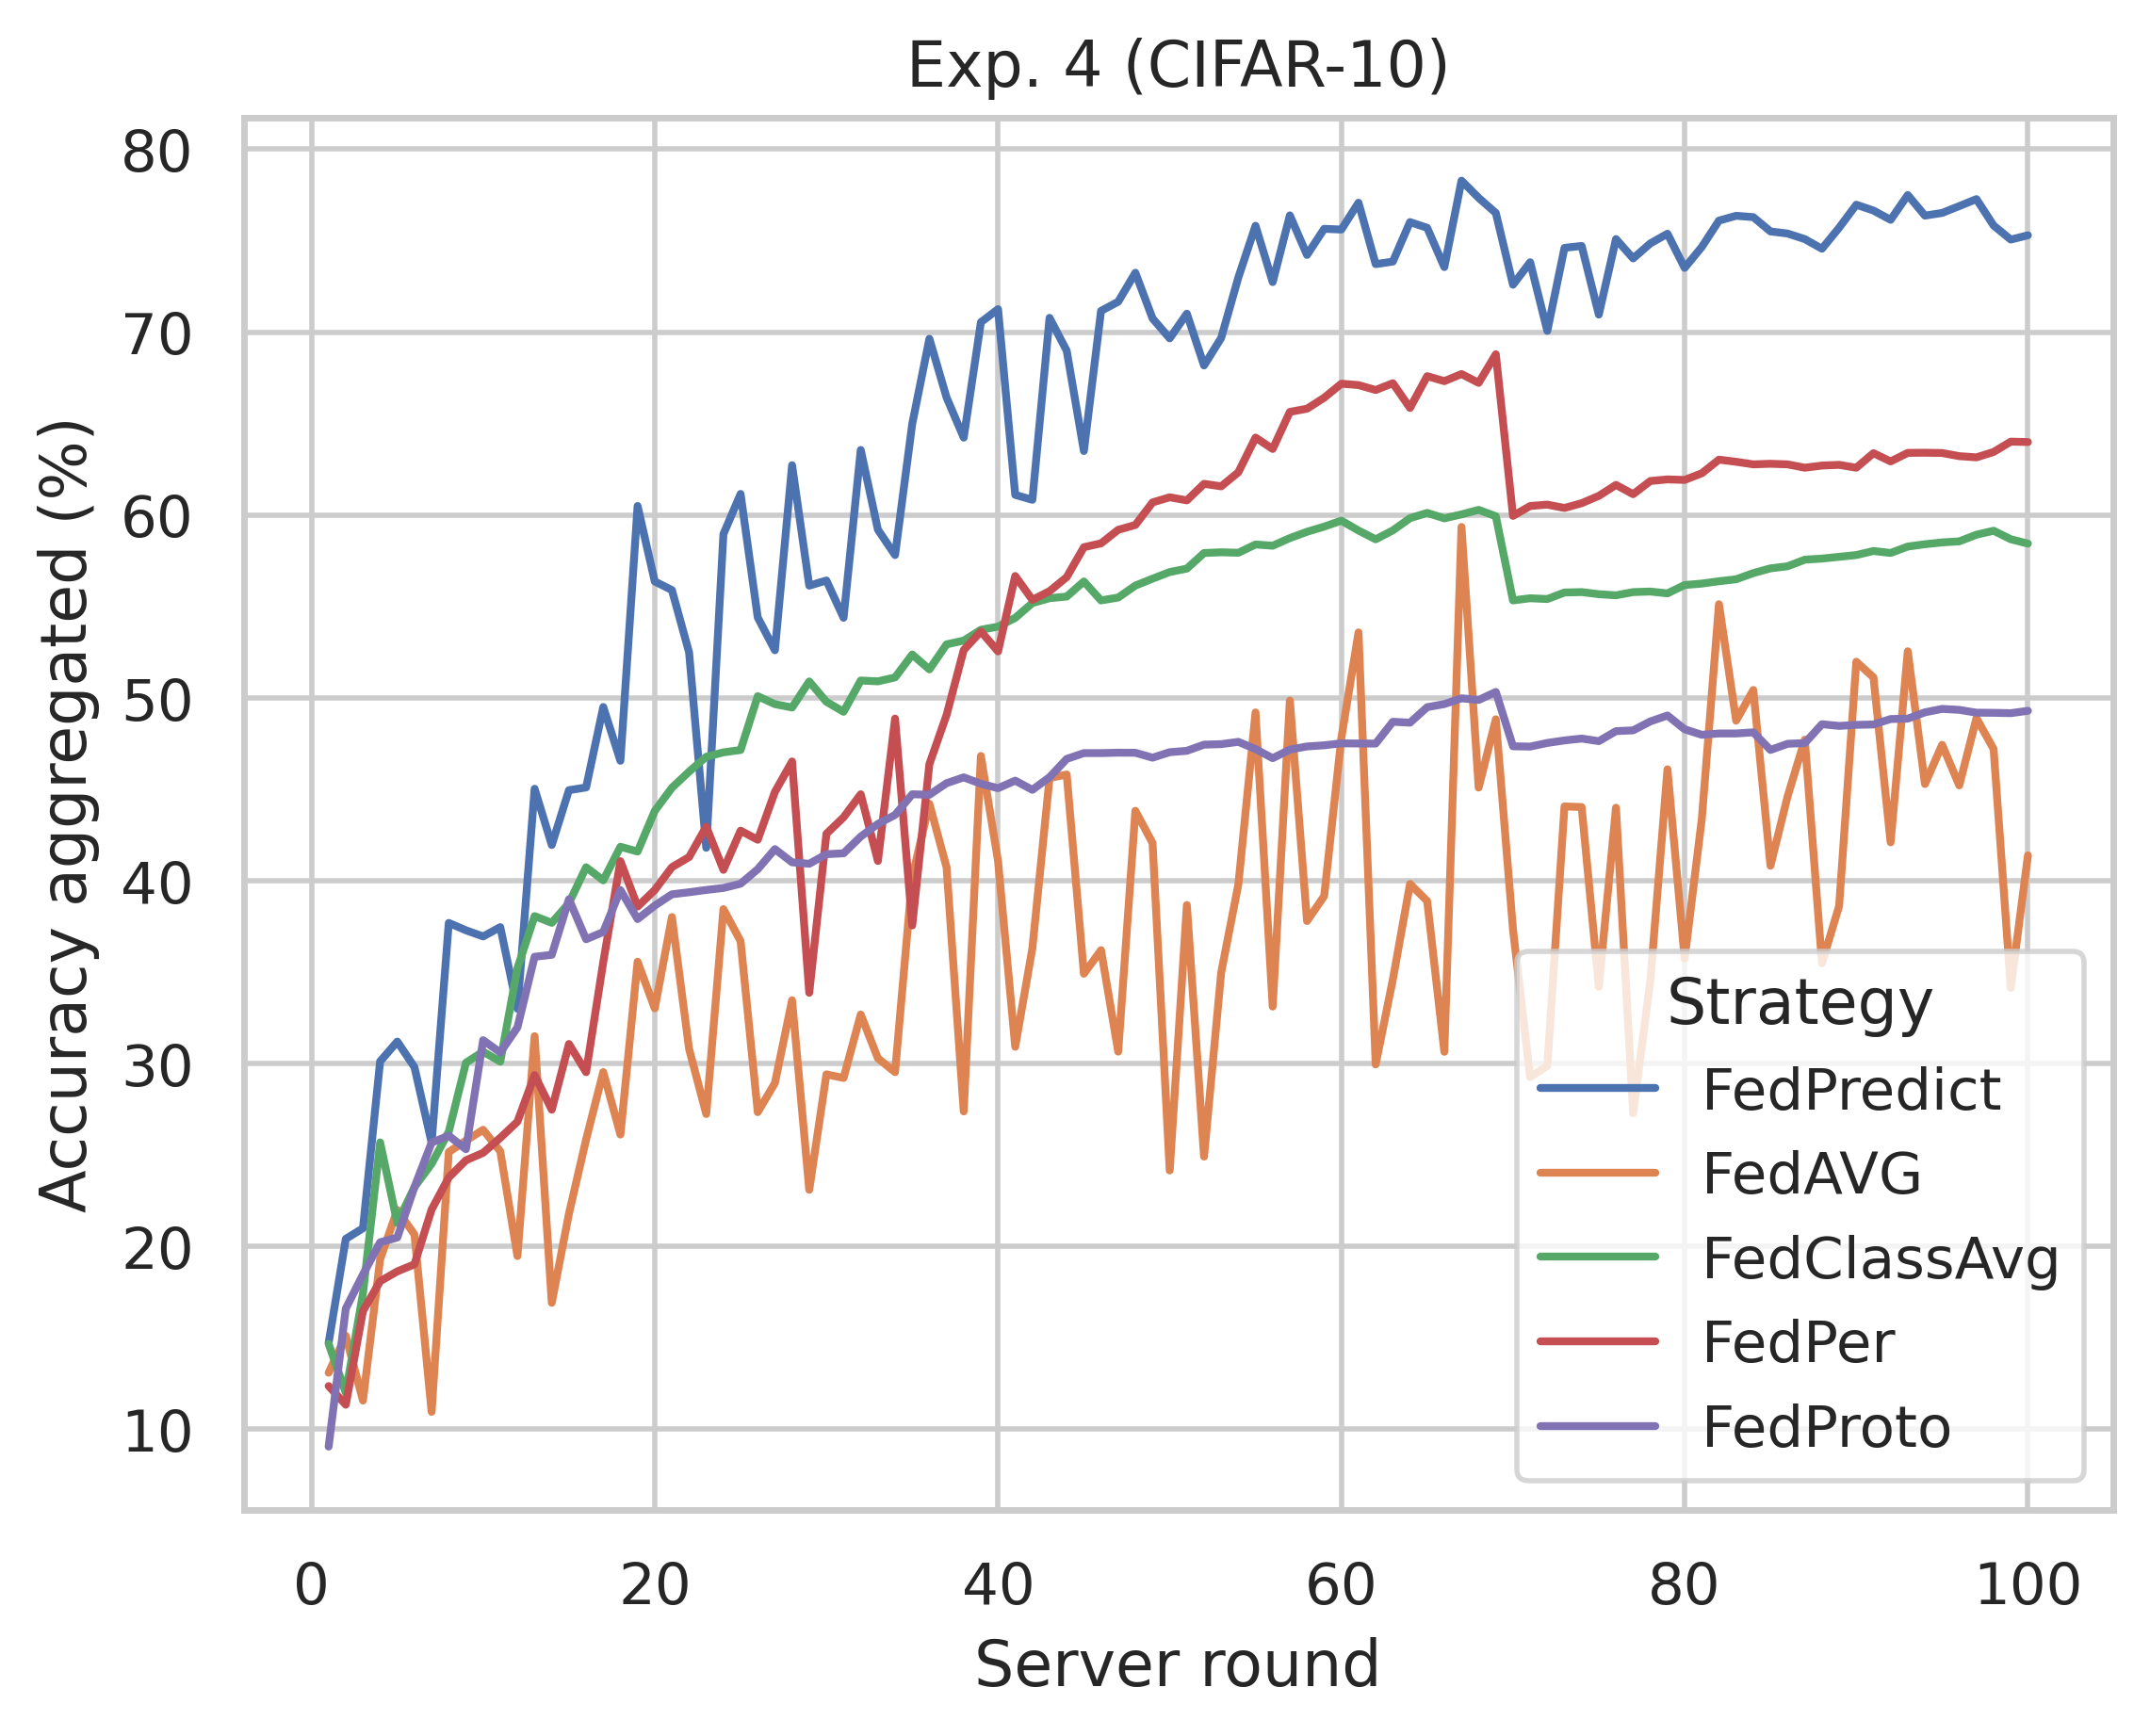 Exp. 4 (CIFAR-10)
Accuracy aggregated (%)
80
70
60
50
40
30
20
10
Strategy
FedPredict
FedAVG
FedClassAvg
FedPer
FedProto
0 20 40 60 80 100
Server round